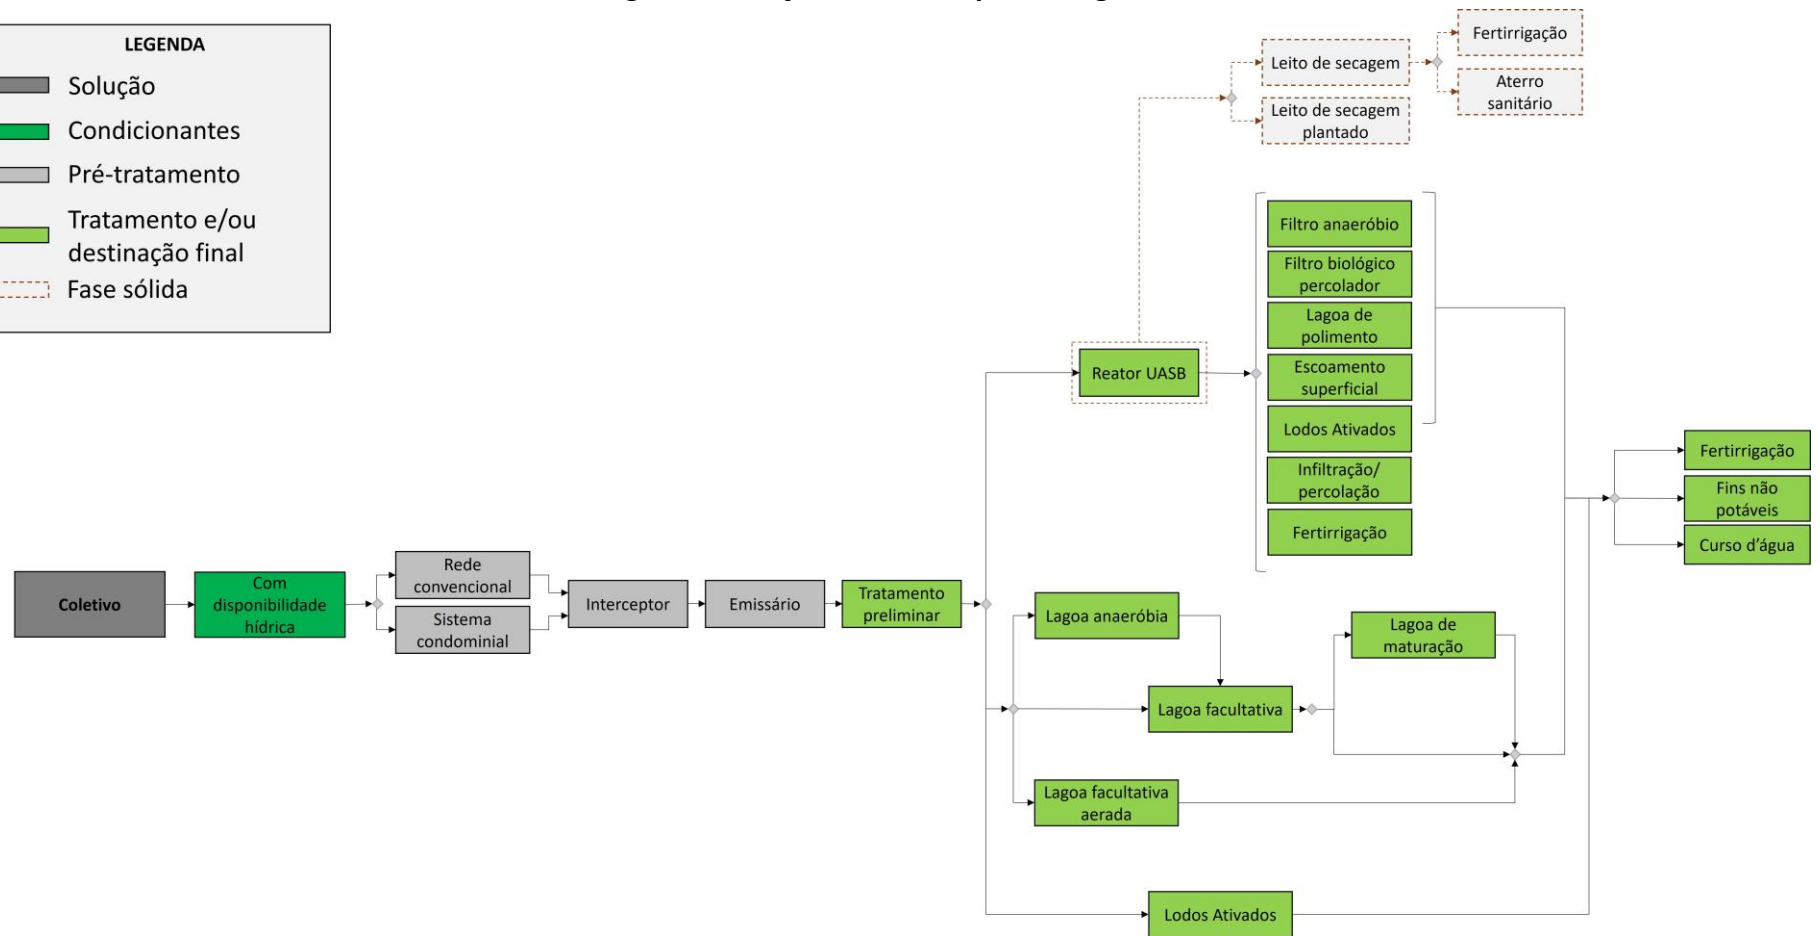 LEGENDA
Solução
Condicionantes
Pré-tratamento
Tratamento e/ou
destinação final
Fase sólida
Leito de secagem
Leito de secagem
plantado
Fertirrigação
Aterro
sanitário
Filtro anaeróbio
Filtro biológico
percolador
Lagoa de
polimento
Escoamento
superficial
Lodos Ativados
Infiltração/
percolação
Fertirrigação
Reator UASB
Fertirrigação
Fins não
potáveis
Curso d'água
Coletivo
Com
disponibilidade
hídrica
Rede
convencional
Sistema
condominial
Interceptor
Emissário
Tratamento
preliminar
Lagoa anaeróbia
Lagoa de
maturação
Lagoa facultativa
Lagoa facultativa
aerada
Lodos Ativados